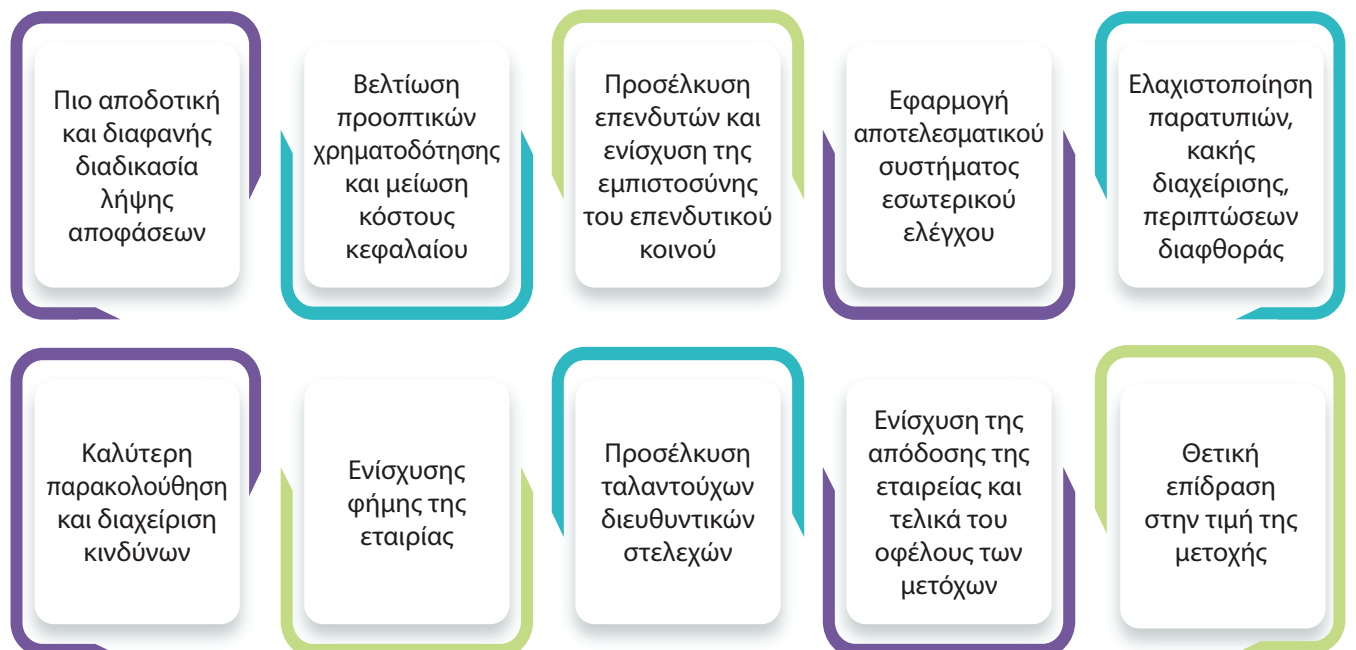 Πιο αποδοτική
και διαφανής
διαδικασία
λήψης
αποφάσεων
Βελτίωση
προοπτικών
χρηματοδότησης
και μείωση
κόστους
κεφαλαίου
Προσέλκυση
επενδυτών και
ενίσχυση της
εμπιστοσύνης
του επενδυτικού
κοινού
Εφαρμογή
αποτελεσματικού
συστήματος
εσωτερικού
ελέγχου
Ελαχιστοποίηση
παρατυπιών,
κακής
διαχείρισης,
περιπτώσεων
διαφθοράς
Καλύτερη
παρακολούθηση
και διαχείριση
κινδύνων
Ενίσχυσης
φήμης της
εταιρίας
Προσέλκυση
ταλαντούχων
διευθυντικών
στελεχών
Ενίσχυση της
απόδοσης της
εταιρείας και
τελικά του
οφέλους των
μετόχων
Θετική
επίδραση
στην τιμή της
μετοχής